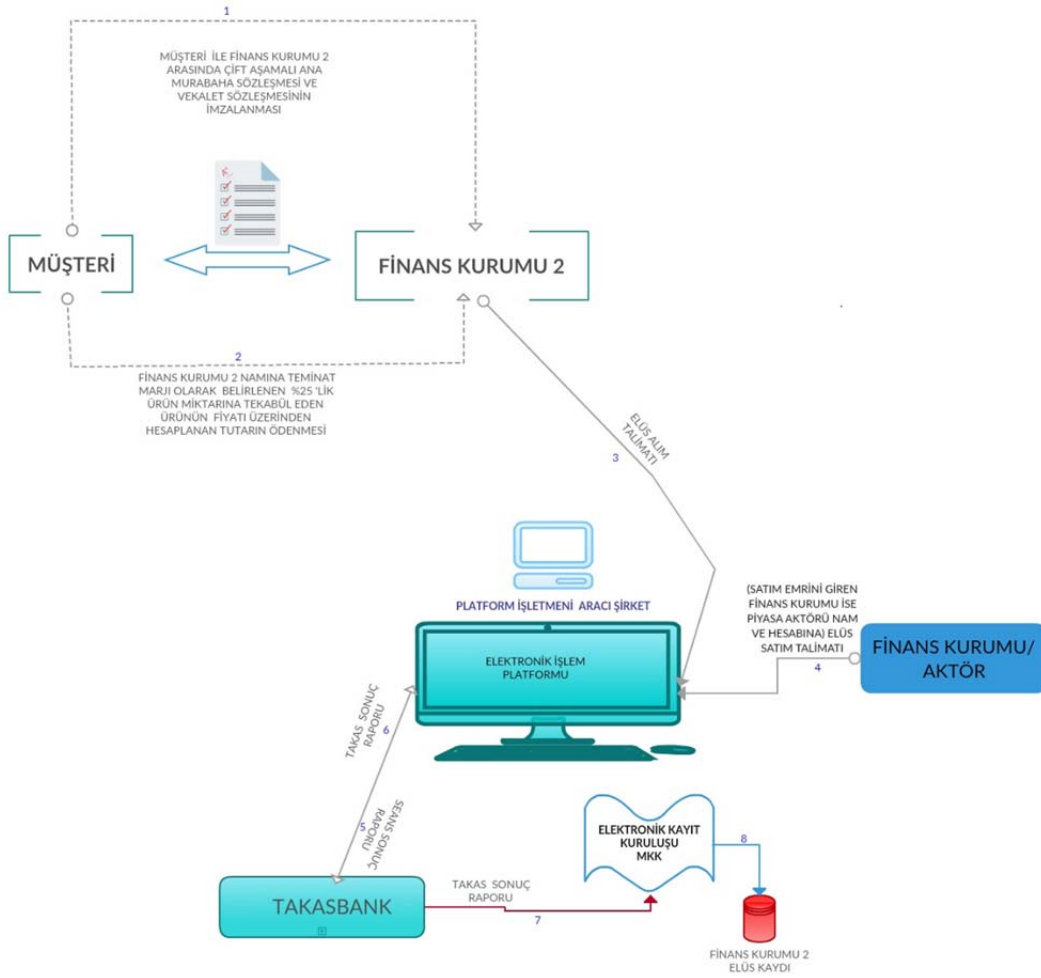 1
MÜŞTERİ İLE FİNANS KURUMU 2
ARASINDA ÇİFT AŞAMALI ANA
MURABAHA SÖZLEŞMESİ VE
VEKALET SÖZLEŞMESİNİN
İMZALANMASI
MÜŞTERİ
FİNANS KURUMU 2
2
FİNANS KURUMU 2 NAMINA TEMİNAT
MARJI OLARAK BELİRLENEN %25 'LİK
ÜRÜN MİKTARINA TEKABÜL EDEN
ÜRÜNÜN FİYATI ÜZERİNDEN
HESAPLANAN TUTARIN ÖDENMESİ
ELÜS ALIM
TALİMATI
3
PLATFORM İŞLETMENİ ARACI ŞİRKET
ELEKTRONİK İŞLEM
PLATFORMU
(SATIM EMRİNİ GİREN
FİNANS KURUMU İSE
PİYASA AKTÖRÜ NAM
VE HESABINA) ELÜS
SATIM TALİMATI
4
FİNANS KURUMU/
AKTÖR
TAKAS SONUÇ
RAPORU
6
SEANS SONUÇ
RAPORU
5
TAKASBANK
TAKAS SONUÇ
RAPORU
7
ELEKTRONİK KAYIT
KURULUŞU
MKK
8
FİNANS KURUMU 2
ELÜS KAYDI